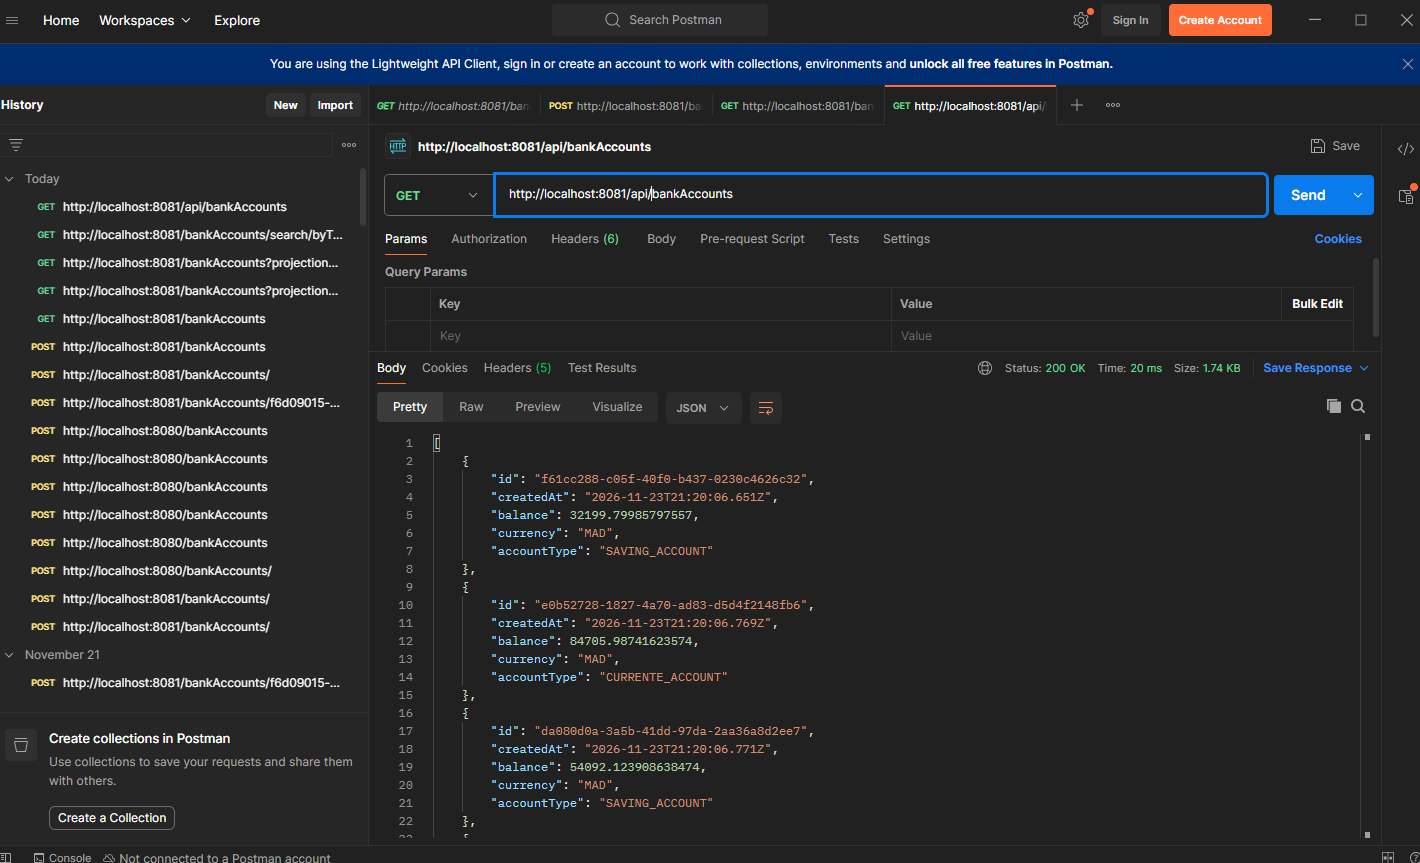 Home Workspaces Explore Search Postman Sign In Create Account
You are using the Lightweight API Client, sign in or create an account to work with collections, environments and unlock all free features in Postman.
History New Import
GET http://localhost:8081/ban POST http://localhost:8081/ba GET http://localhost:8081/ban GET http://localhost:8081/api/
HTTP http://localhost:8081/api/bankAccounts Save
Today
GET http://localhost:8081/api/bankAccounts
GET http://localhost:8081/bankAccounts/search/byT...
GET http://localhost:8081/bankAccounts?projection...
GET http://localhost:8081/bankAccounts?projection...
GET http://localhost:8081/bankAccounts
POST http://localhost:8081/bankAccounts
POST http://localhost:8081/bankAccounts/
POST http://localhost:8081/bankAccounts/f6d09015-...
POST http://localhost:8080/bankAccounts
POST http://localhost:8080/bankAccounts
POST http://localhost:8080/bankAccounts
POST http://localhost:8080/bankAccounts
POST http://localhost:8080/bankAccounts
POST http://localhost:8080/bankAccounts/
POST http://localhost:8081/bankAccounts/
POST http://localhost:8081/bankAccounts/
November 21
POST http://localhost:8081/bankAccounts/f6d09015-...
Create collections in Postman
Use collections to save your requests and share them
with others.
Create a Collection
GET http://localhost:8081/api/bankAccounts Send
Params Authorization Headers (6) Body Pre-request Script Tests Settings Cookies
Query Params
Key Value Bulk Edit
Key Value
Body Cookies Headers (5) Test Results Status: 200 OK Time: 20 ms Size: 1.74 KB Save Response
Pretty Raw Preview Visualize JSON
1 [
2 {
3 "id": "f61cc288-c05f-40f0-b437-0230c4626c32",
4 "createdAt": "2026-11-23T21:20:06.651Z",
5 "balance": 32199.79985797557,
6 "currency": "MAD",
7 "accountType": "SAVING_ACCOUNT"
8 },
9 {
10 "id": "e0b52728-1827-4a70-ad83-d5d4f2148fb6",
11 "createdAt": "2026-11-23T21:20:06.769Z",
12 "balance": 84705.98741623574,
13 "currency": "MAD",
14 "accountType": "CURRENTE_ACCOUNT"
15 },
16 {
17 "id": "da080d0a-3a5b-41dd-97da-2aa36a8d2ee7",
18 "createdAt": "2026-11-23T21:20:06.771Z",
19 "balance": 54092.123908638474,
20 "currency": "MAD",
21 "accountType": "SAVING_ACCOUNT"
22 },
23 {
Console Not connected to a Postman account